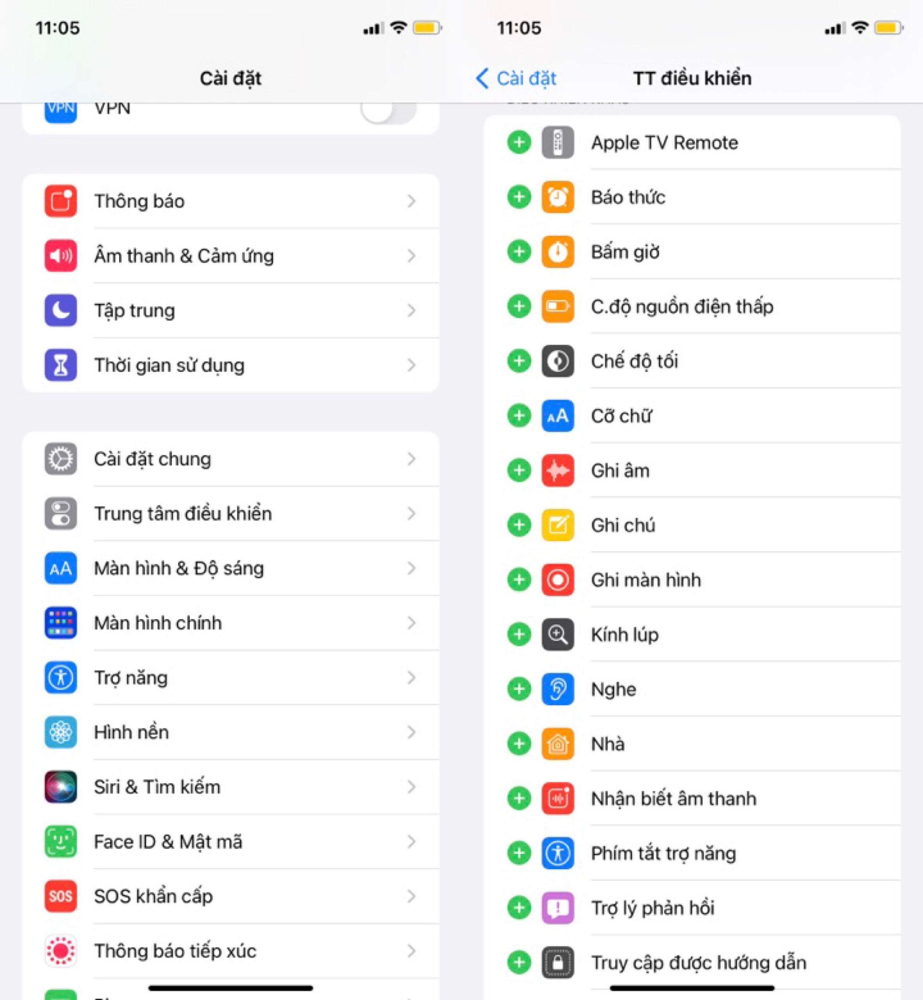 11:05
Cài đặt
VPN
VPN
Thông báo
Âm thanh & Cảm ứng
Tập trung
Thời gian sử dụng
Cài đặt chung
Trung tâm điều khiển
AA
Màn hình & Độ sáng
Màn hình chính
Trợ năng
Hình nền
Siri & Tìm kiếm
Face ID & Mật mã
SOS
SOS khẩn cấp
Thông báo tiếp xúc
11:05
Cài đặt
TT điều khiển
Apple TV Remote
Báo thức
Bấm giờ
C.độ nguồn điện thấp
Chế độ tối
AA
Cỡ chữ
Ghi âm
Ghi chú
Ghi màn hình
Kính lúp
Nghe
Nhà
Nhận biết âm thanh
Phím tắt trợ năng
Trợ lý phản hồi
Truy cập được hướng dẫn